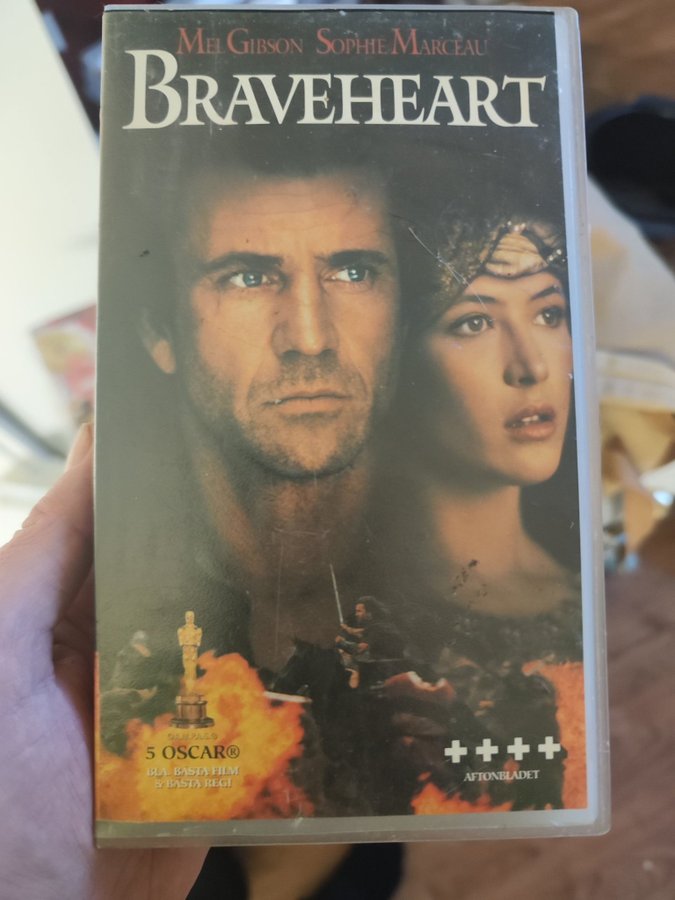 MEL GIBSON SOPHIE MARCEAU
BRAVEHEART
5 OSCAR®
BL.A. BÄSTA FILM
& BÄSTA REGI
AFTONBLADET